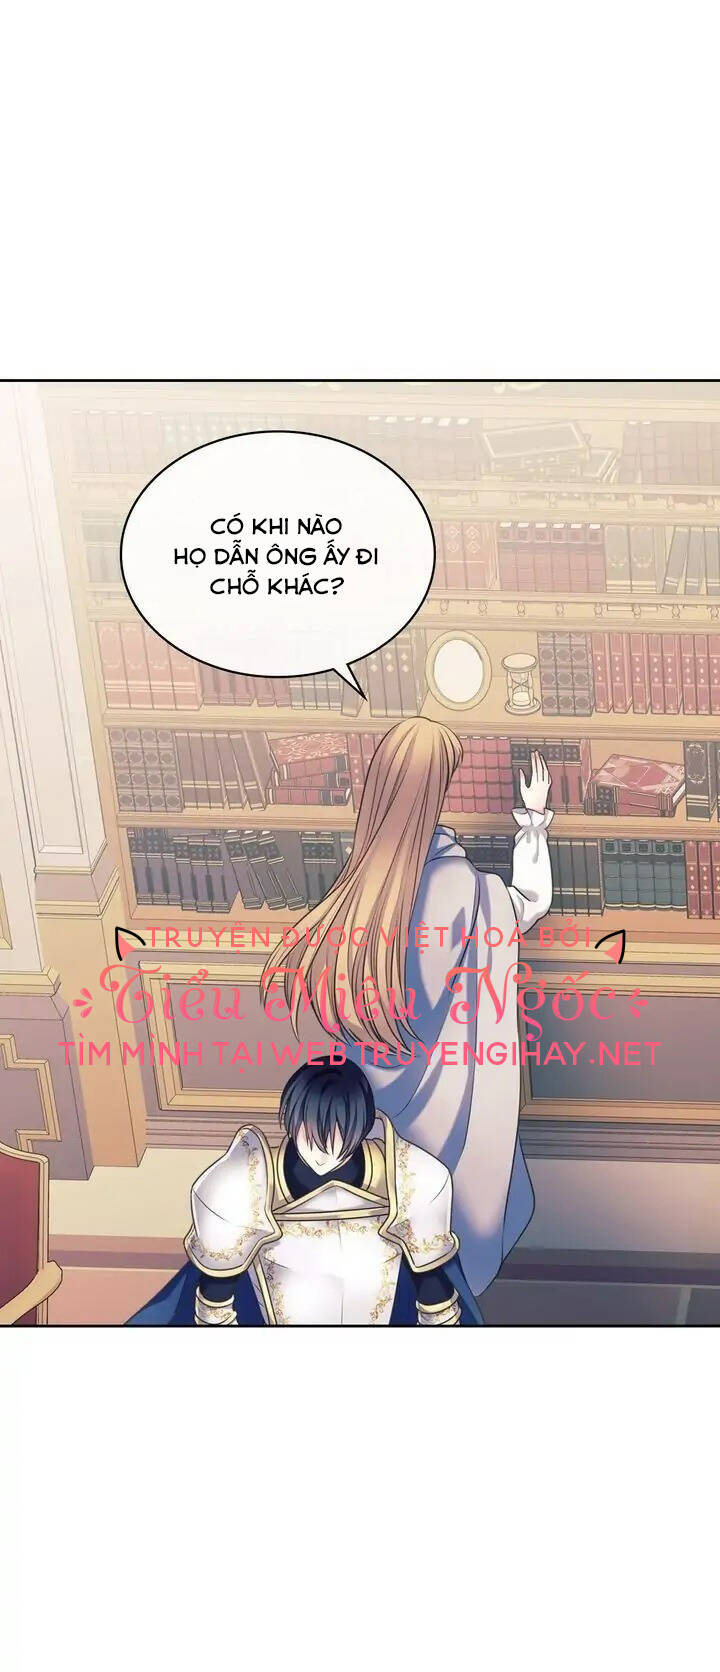 CÓ KHI NÀO
HỌ DẪN ÔNG ẤY ĐI
CHỖ KHÁC?
TRUYỆN ĐƯỢC VIỆT HOÁ BỞI
Tiểu Miêu Ngốc
TÌM MÌNH TẠI WEB TRUYENGIHAY.NET